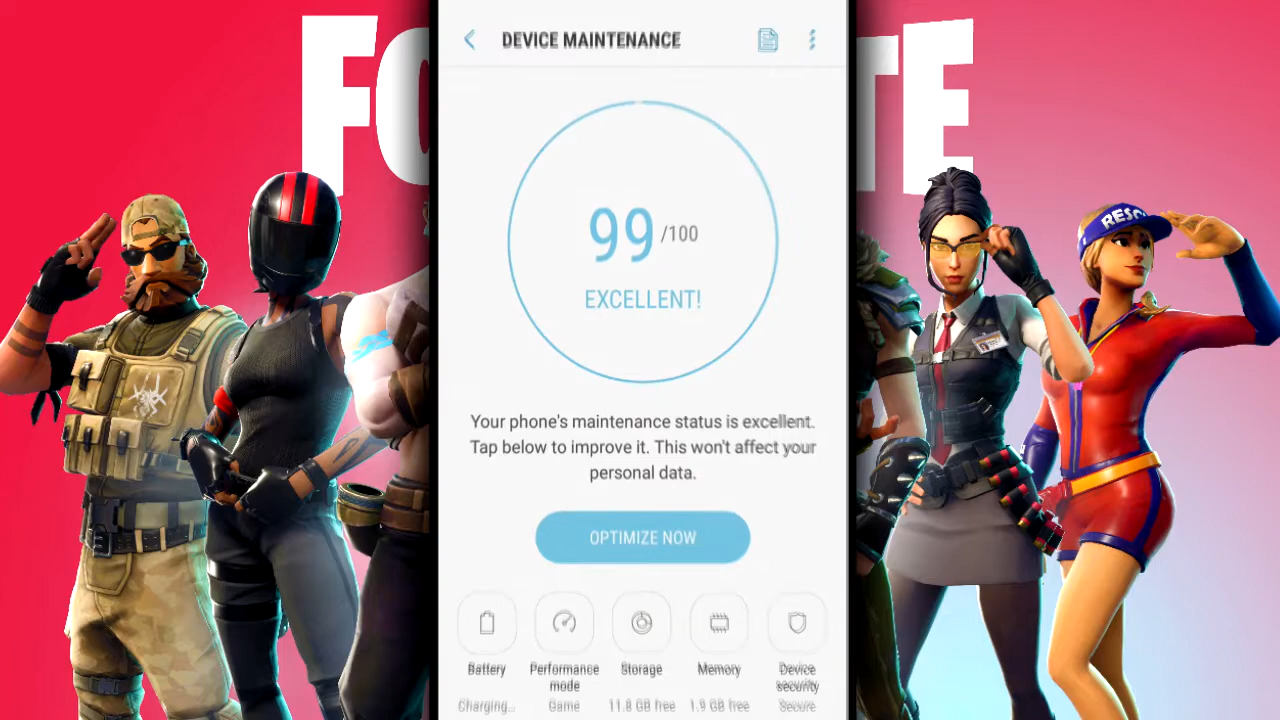 FO TE
DEVICE MAINTENANCE
99 /100
EXCELLENT!
Your phone's maintenance status is excellent.
Tap below to improve it. This won't affect your
personal data.
OPTIMIZE NOW
Battery Performance mode Storage Memory Device security
Charging... Game 11.8 GB free 1.9 GB free Secure